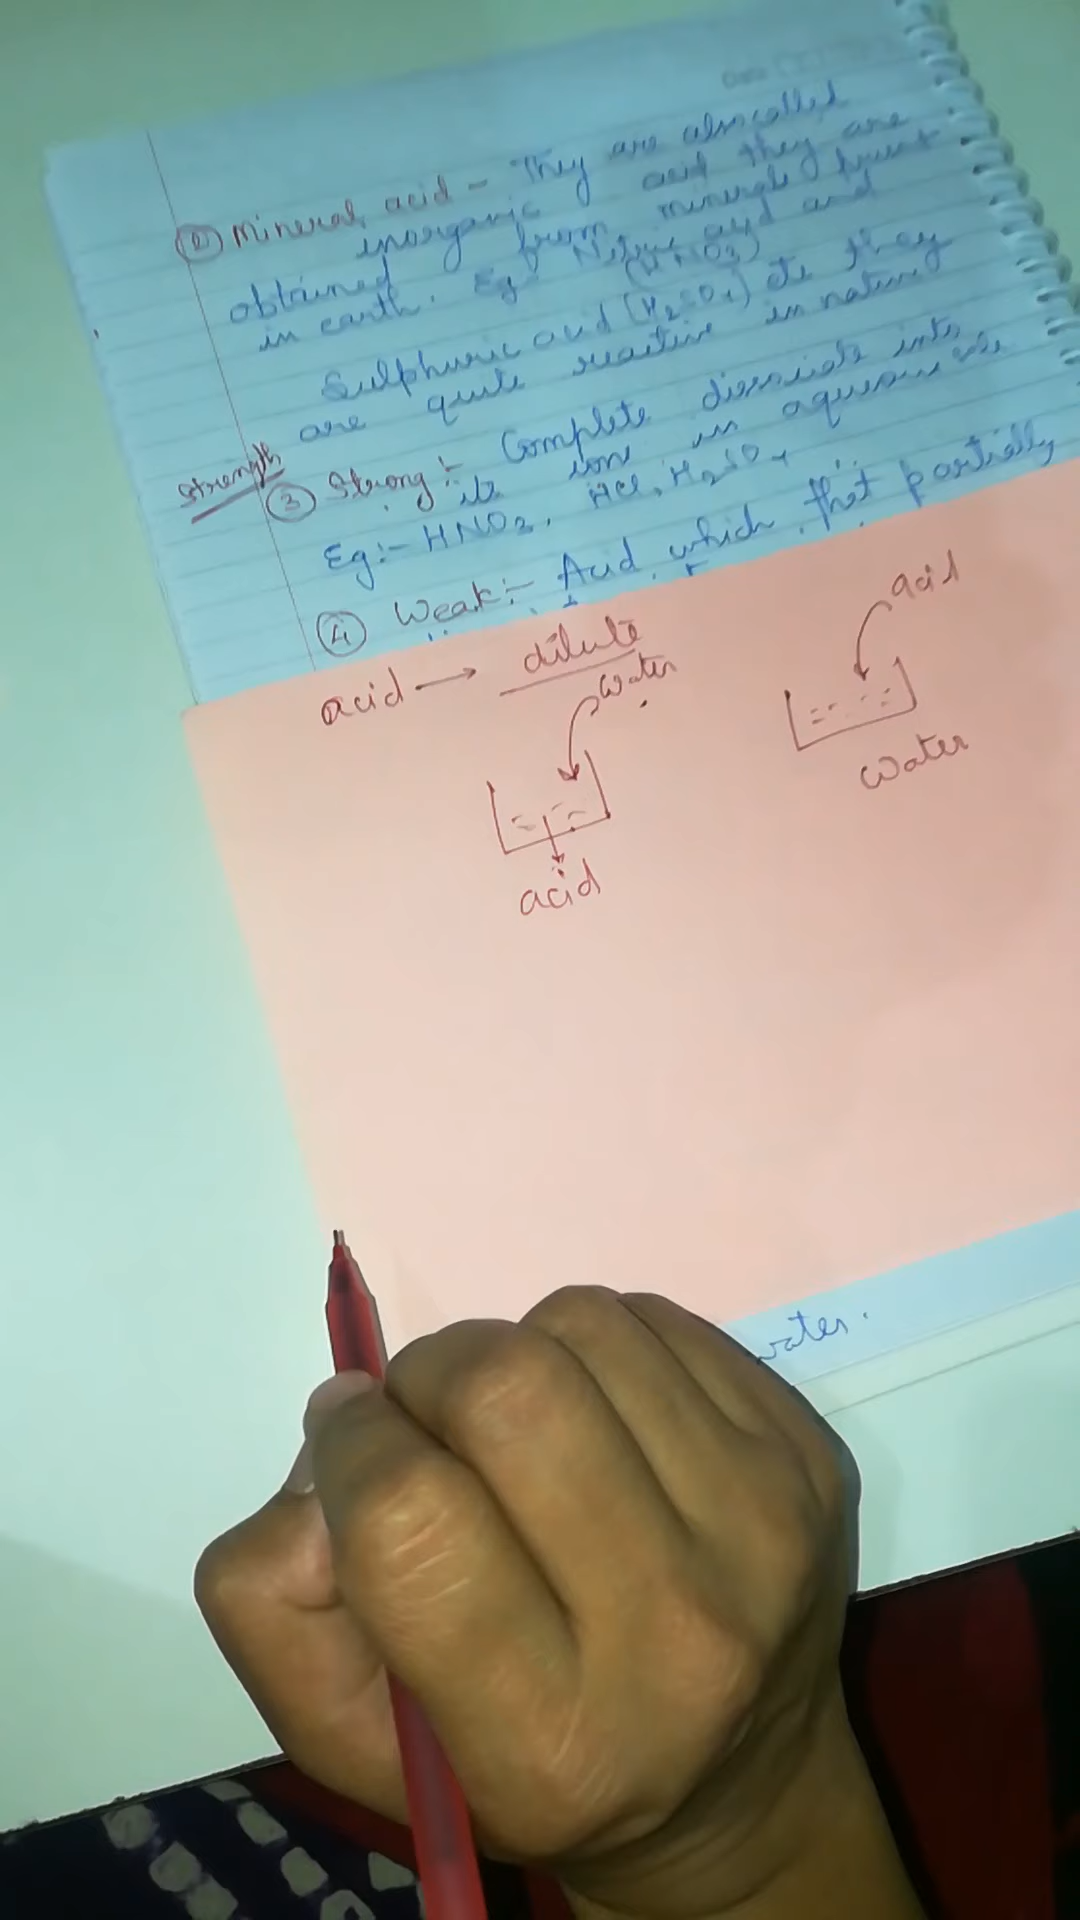 ② Mineral acid - They are also called
inorganic acid they are
obtained from minerals
in earth. Eg:- Nitric acid and
(HNO3)
Sulphuric acid (H2SO4) etc they
are quite reactive in nature
Strength
③ Strong :- Complete dissociate into
its ions in aqueous
Eg:- HNO3, HCl, H2SO4
④ Weak :- Acid which that partially
acid → dilute
water
acid
acid
water
water.